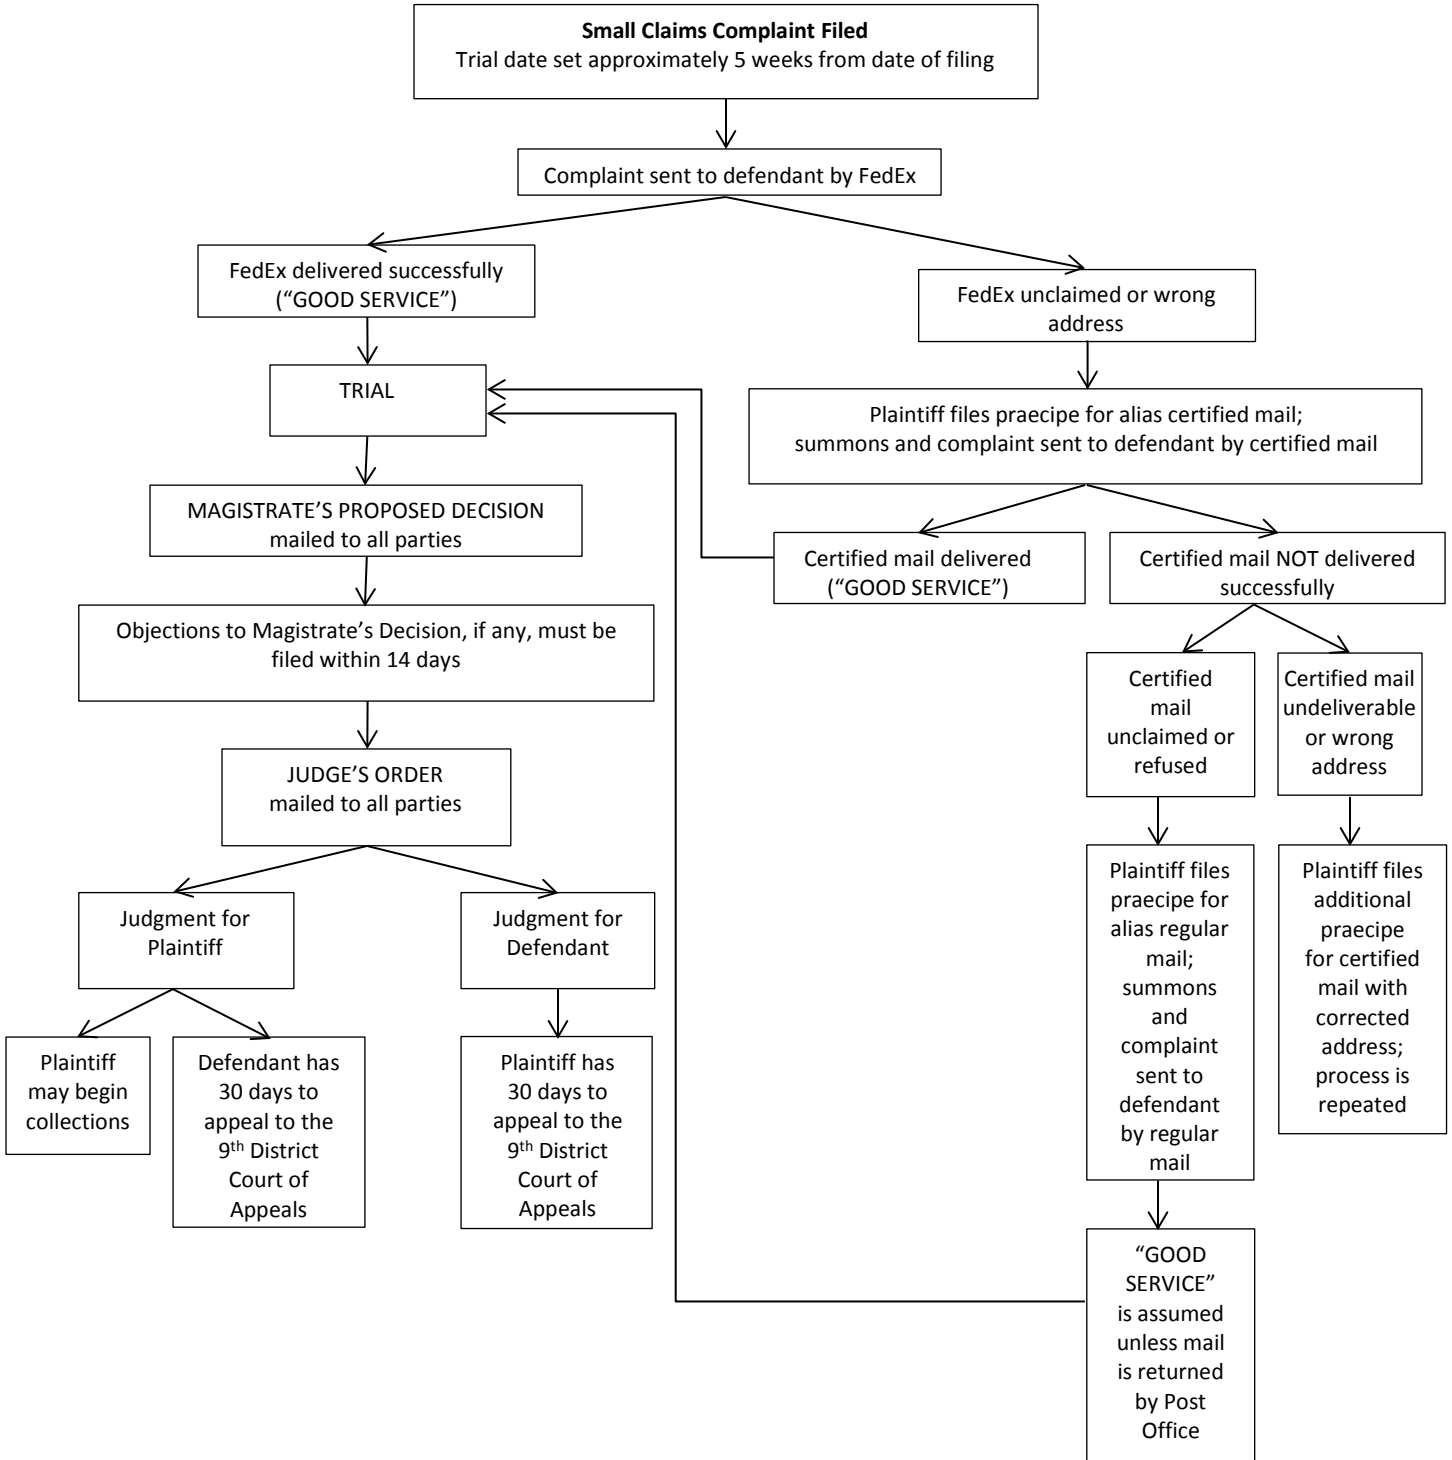 Small Claims Complaint Filed
Trial date set approximately 5 weeks from date of filing
Complaint sent to defendant by FedEx
FedEx delivered successfully
(“GOOD SERVICE”)
FedEx unclaimed or wrong
address
TRIAL
Plaintiff files praecipe for alias certified mail;
summons and complaint sent to defendant by certified mail
MAGISTRATE’S PROPOSED DECISION
mailed to all parties
Certified mail delivered
(“GOOD SERVICE”)
Certified mail NOT delivered
successfully
Objections to Magistrate’s Decision, if any, must be
filed within 14 days
Certified
mail
unclaimed or
refused
Certified mail
undeliverable
or wrong
address
JUDGE’S ORDER
mailed to all parties
Judgment for
Plaintiff
Judgment for
Defendant
Plaintiff files
praecipe for
alias regular
mail;
summons
and
complaint
sent to
defendant
by regular
mail
Plaintiff files
additional
praecipe
for certified
mail with
corrected
address;
process is
repeated
Plaintiff
may begin
collections
Defendant has
30 days to
appeal to the
9th District
Court of
Appeals
Plaintiff has
30 days to
appeal to the
9th District
Court of
Appeals
“GOOD
SERVICE”
is assumed
unless mail
is returned
by Post
Office